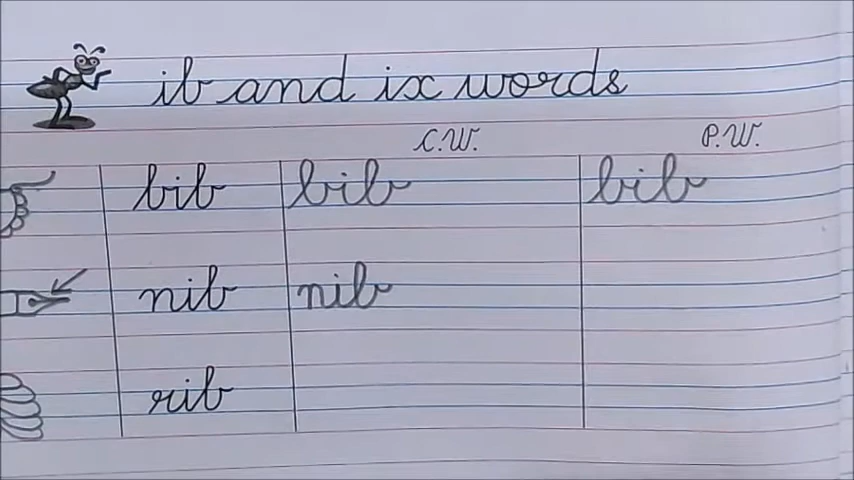 ib and ix words
C.W. P.W.
bib bib bib
nib nib
rib